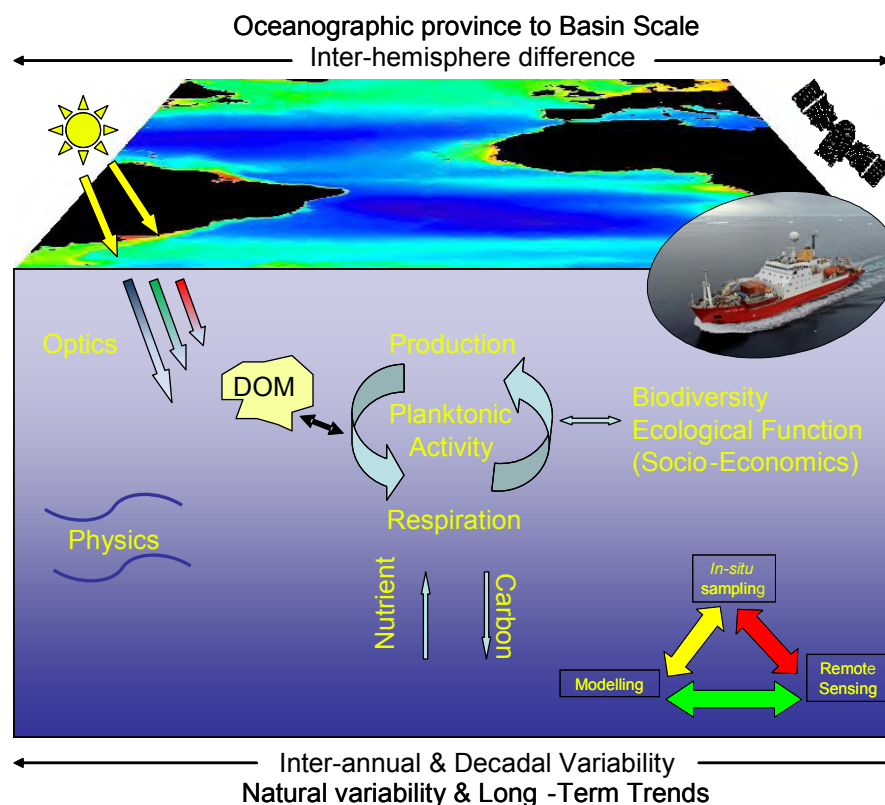 Oceanographic province to Basin Scale
Inter-hemisphere difference
Optics
Production
DOM
Planktonic
Activity
Biodiversity
Ecological Function
(Socio-Economics)
Respiration
Physics
Nutrient
Carbon
In-situ
sampling
Modelling
Remote
Sensing
Inter-annual & Decadal Variability
Natural variability & Long -Term Trends